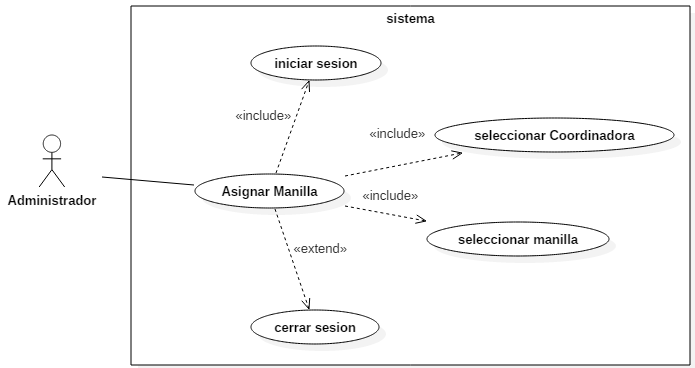 sistema
iniciar sesion
«include»
seleccionar Coordinadora
«include»
Administrador
Asignar Manilla
«include»
seleccionar manilla
«extend»
cerrar sesion